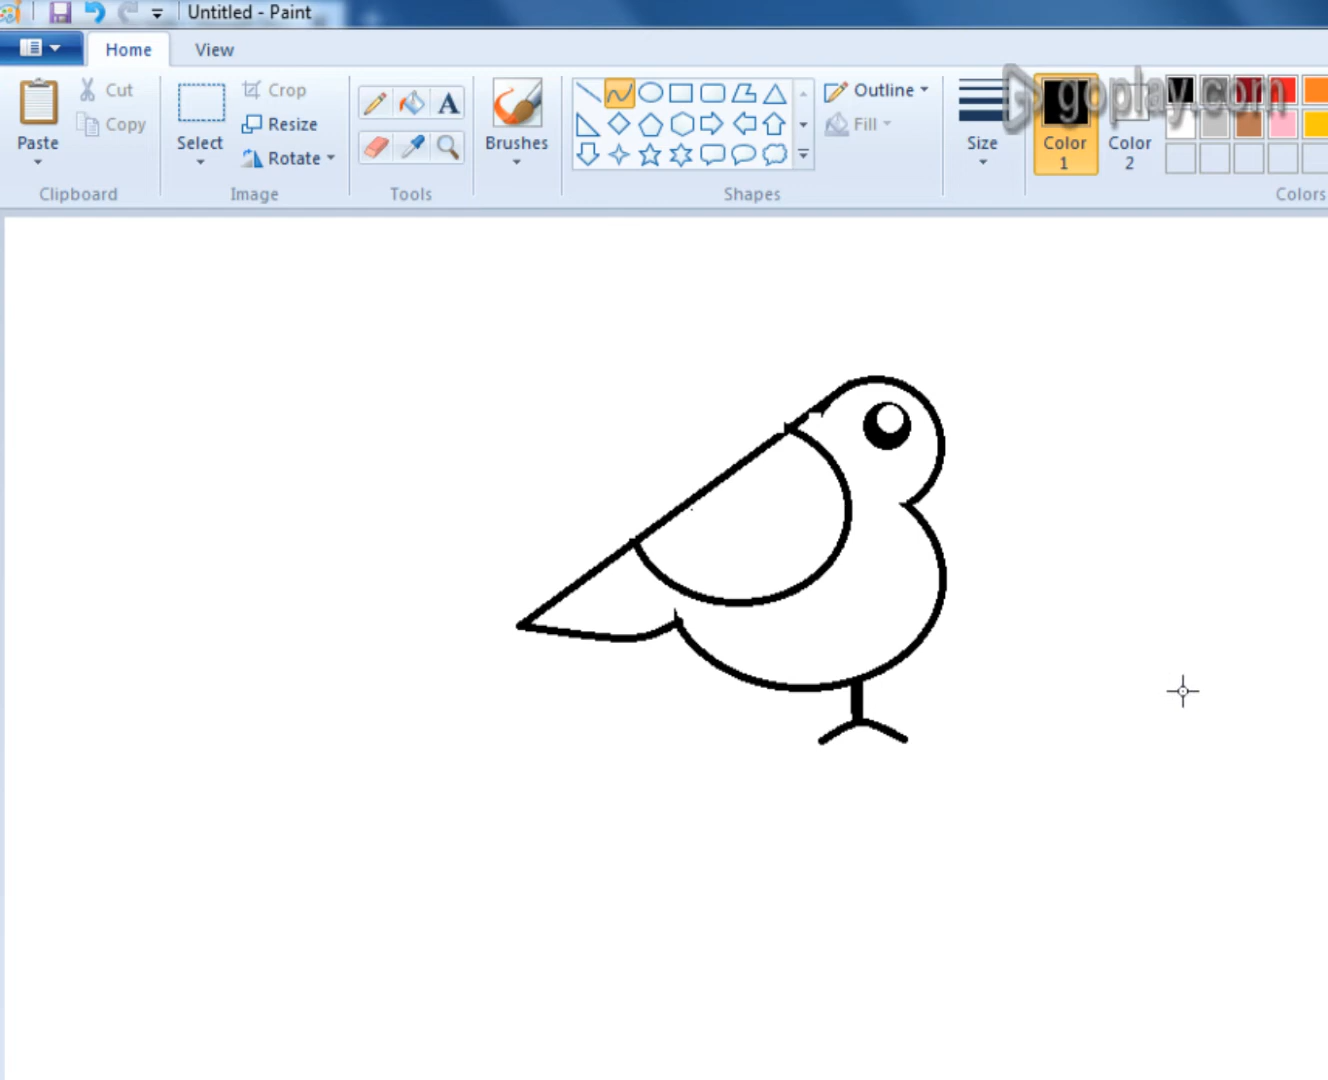 Untitled - Paint
Home View
Paste
Cut
Copy
Clipboard
Select
Crop
Resize
Rotate
Image
A
Tools
Brushes
Outline
Fill
Shapes
Size
Color 1
Color 2
Colors
goplay.com